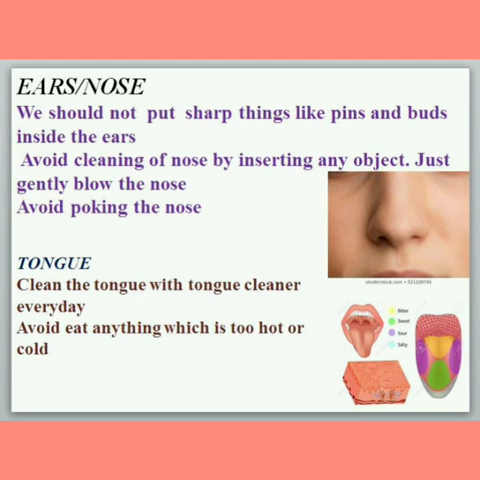 EARS/NOSE
We should not put sharp things like pins and buds
inside the ears
Avoid cleaning of nose by inserting any object. Just
gently blow the nose
Avoid poking the nose
shutterstock.com • 521109745
TONGUE
Clean the tongue with tongue cleaner
everyday
Avoid eat anything which is too hot or
cold
Bitter
Sweet
Sour
Salty